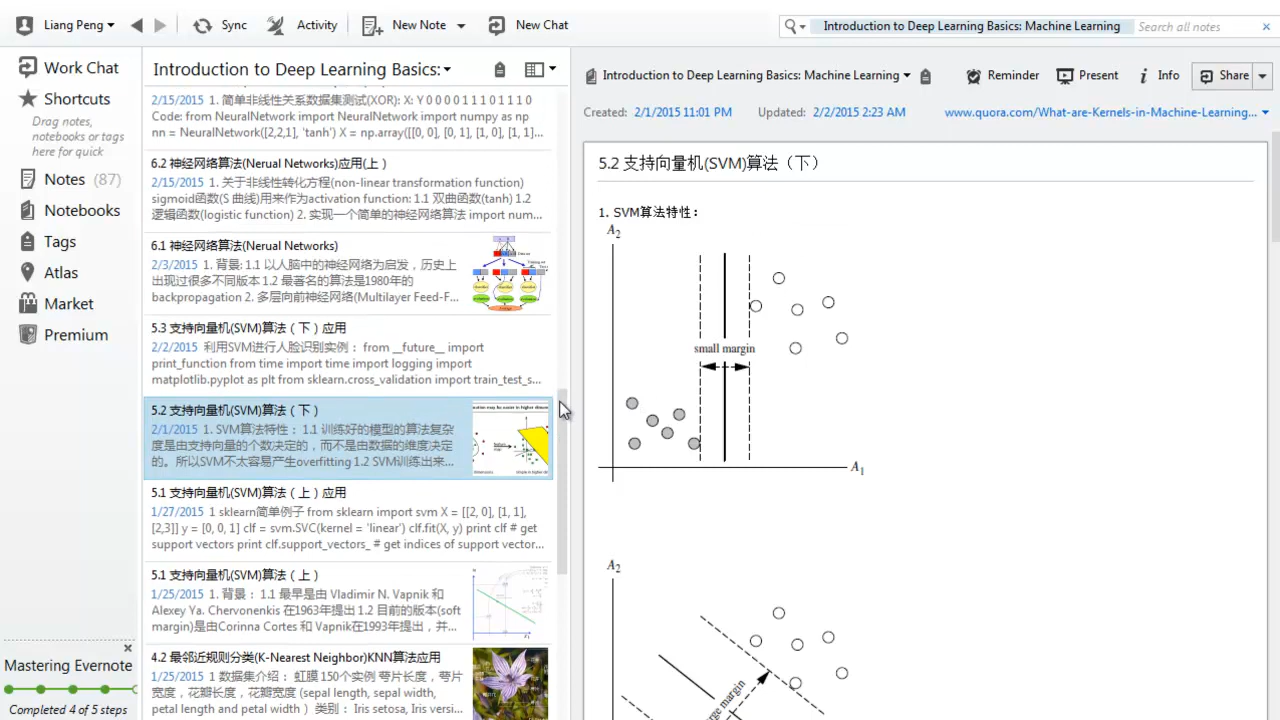 Liang Peng
Sync
Activity
New Note
New Chat
Introduction to Deep Learning Basics: Machine Learning
Search all notes
Work Chat
Shortcuts
Drag notes,
notebooks or tags
here for quick
Notes (87)
Notebooks
Tags
Atlas
Market
Premium
Mastering Evernote
Completed 4 of 5 steps
Introduction to Deep Learning Basics:
2/15/2015 1. 简单非线性关系数据集测试(XOR): X: Y 0 0 0 0 1 1 1 0 1 1 1 0
Code: from NeuralNetwork import NeuralNetwork import numpy as np
nn = NeuralNetwork([2,2,1], 'tanh') X = np.array([[0, 0], [0, 1], [1, 0], [1, 1]...
6.2 神经网络算法(Nerual Networks)应用(上)
2/15/2015 1. 关于非线性转化方程(non-linear transformation function)
sigmoid函数(S 曲线)用来作为activation function: 1.1 双曲函数(tanh) 1.2
逻辑函数(logistic function) 2. 实现一个简单的神经网络算法 import num...
6.1 神经网络算法(Nerual Networks)
2/3/2015 1. 背景: 1.1 以人脑中的神经网络为启发，历史上
出现过很多不同版本 1.2 最著名的算法是1980年的
backpropagation 2. 多层向前神经网络(Multilayer Feed-F...
5.3 支持向量机(SVM)算法（下）应用
2/2/2015 利用SVM进行人脸识别实例： from __future__ import
print_function from time import time import logging import
matplotlib.pyplot as plt from sklearn.cross_validation import train_test_s...
5.2 支持向量机(SVM)算法（下）
2/1/2015 1. SVM算法特性： 1.1 训练好的模型的算法复杂
度是由支持向量的个数决定的，而不是由数据的维度决定
的。所以SVM不太容易产生overfitting 1.2 SVM训练出来...
5.1 支持向量机(SVM)算法（上）应用
1/27/2015 1 sklearn简单例子 from sklearn import svm X = [[2, 0], [1, 1],
[2,3]] y = [0, 0, 1] clf = svm.SVC(kernel = 'linear') clf.fit(X, y) print clf # get
support vectors print clf.support_vectors_ # get indices of support vector...
5.1 支持向量机(SVM)算法（上）
1/25/2015 1. 背景： 1.1 最早是由 Vladimir N. Vapnik 和
Alexey Ya. Chervonenkis 在1963年提出 1.2 目前的版本(soft
margin)是由Corinna Cortes 和 Vapnik在1993年提出，并...
4.2 最邻近规则分类(K-Nearest Neighbor)KNN算法应用
1/25/2015 1 数据集介绍： 虹膜 150个实例 萼片长度，萼片
宽度，花瓣长度，花瓣宽度 (sepal length, sepal width,
petal length and petal width ） 类别： Iris setosa, Iris versi...
Introduction to Deep Learning Basics: Machine Learning
Reminder
Present
Info
Share
Created: 2/1/2015 11:01 PM
Updated: 2/2/2015 2:23 AM
www.quora.com/What-are-Kernels-in-Machine-Learning...
5.2 支持向量机(SVM)算法（下）
1. SVM算法特性：
A2
small margin
A1
A2